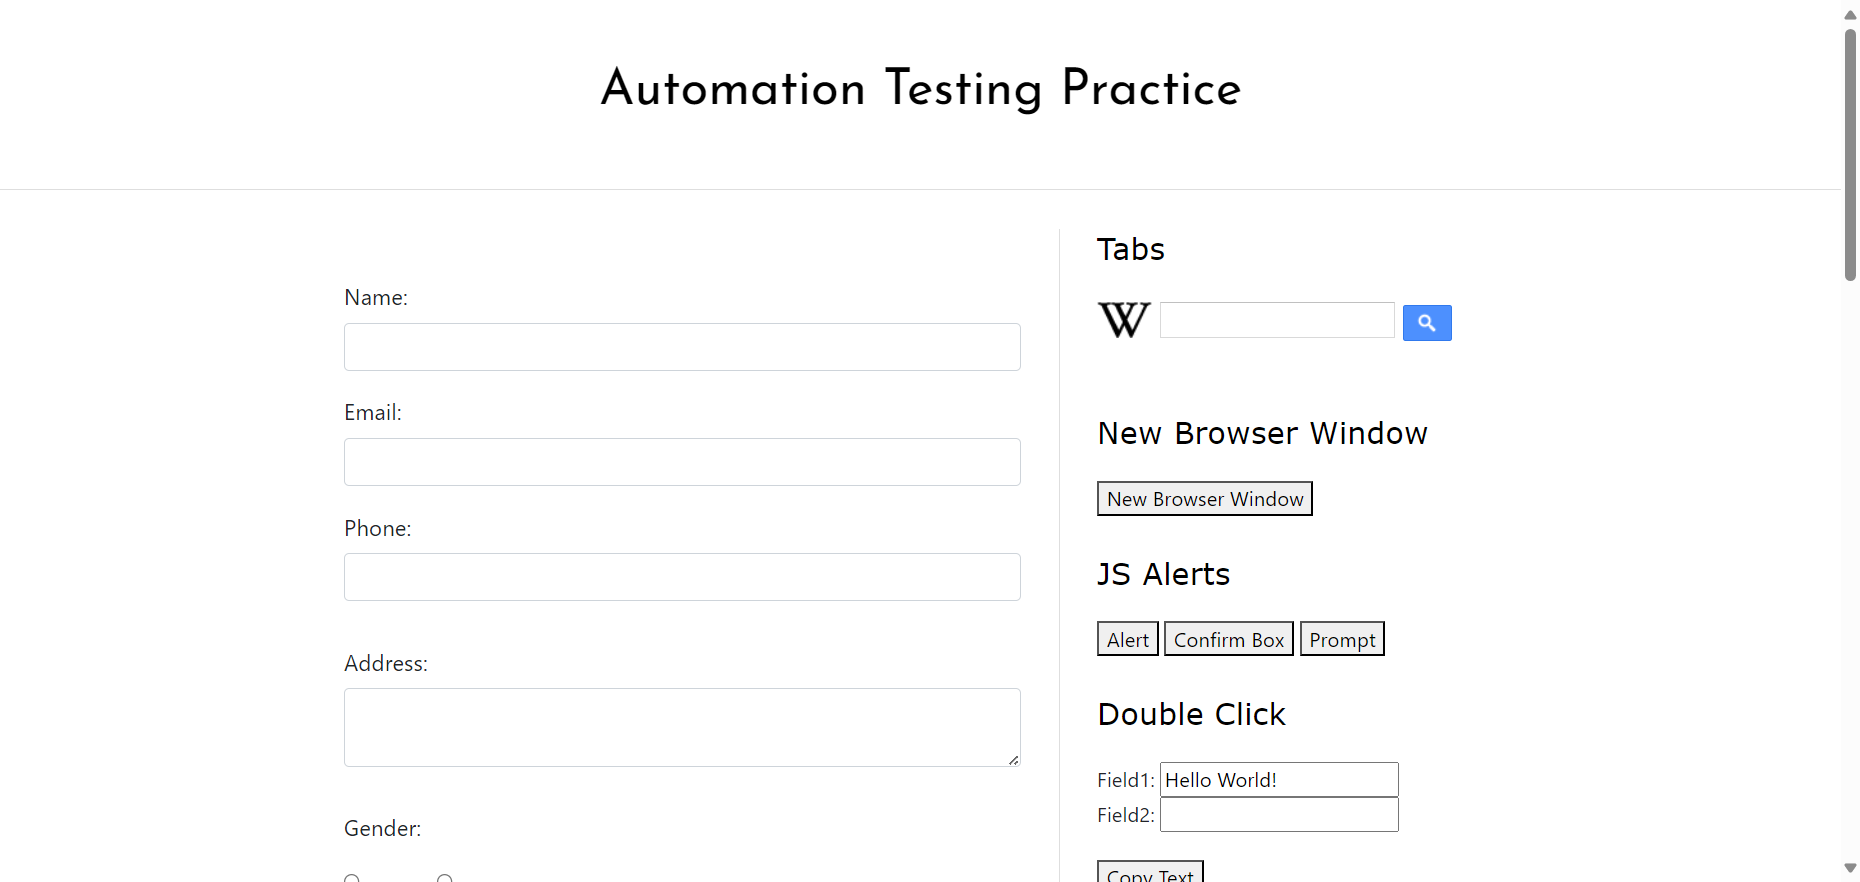 Automation Testing Practice
Name:
Email:
Phone:
Address:
Gender:
Tabs
W
New Browser Window
New Browser Window
JS Alerts
Alert Confirm Box Prompt
Double Click
Field1: Hello World!
Field2:
Copy Text